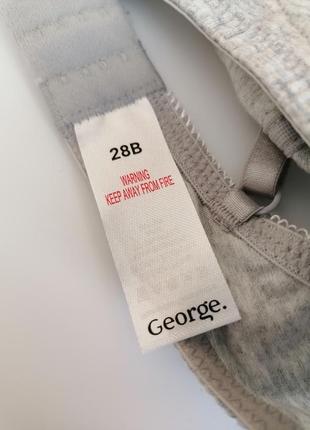 28B
WARNING
KEEP AWAY FROM FIRE
George.